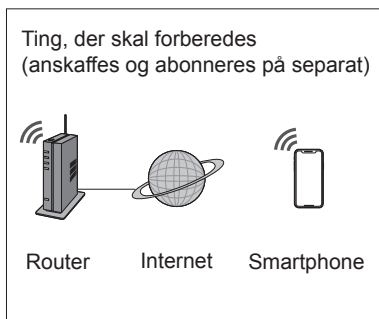 Ting, der skal forberedes
(anskaffes og abonneres på separat)
Router Internet Smartphone